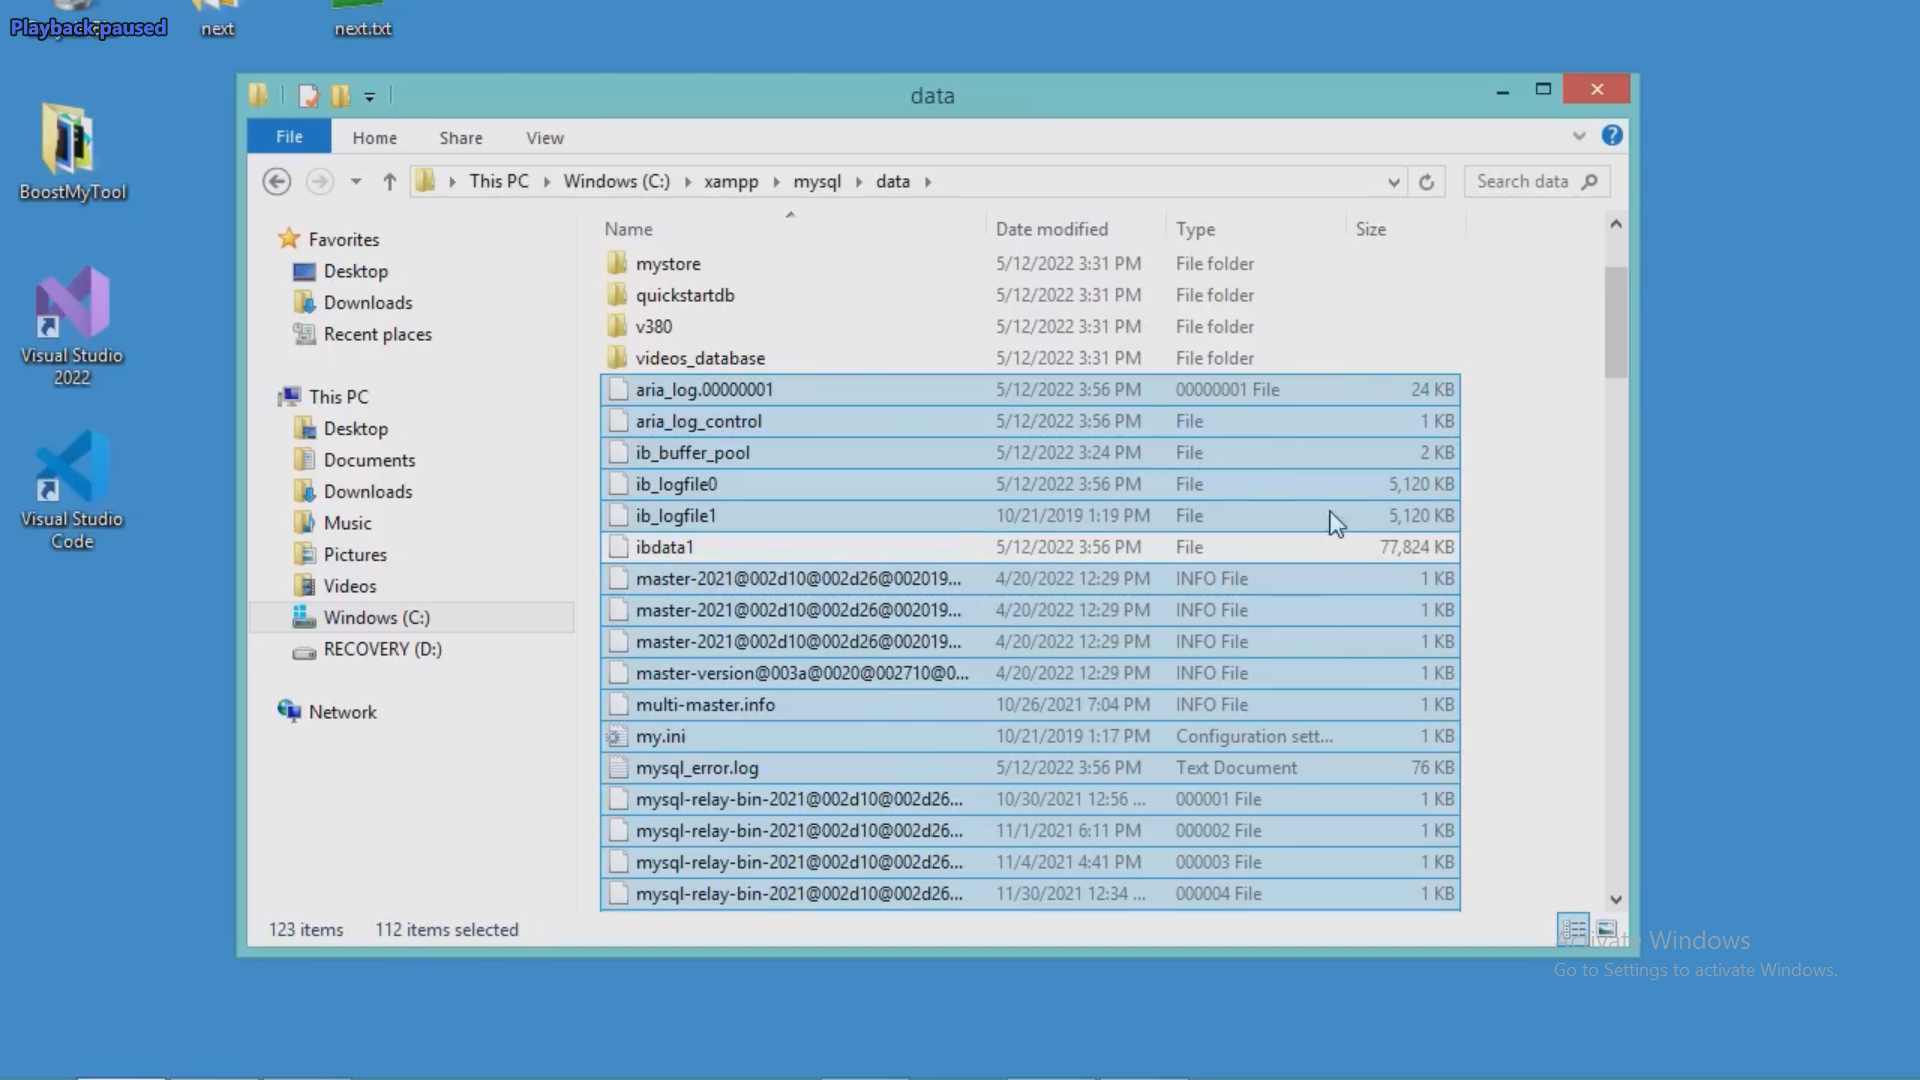 Playback paused
next
next.txt
BoostMyTool
Visual Studio
2022
Visual Studio
Code
data
File Home Share View
This PC Windows (C:) xampp mysql data
Search data
Favorites
Desktop
Downloads
Recent places
This PC
Desktop
Documents
Downloads
Music
Pictures
Videos
Windows (C:)
RECOVERY (D:)
Network
Name Date modified Type Size
mystore 5/12/2022 3:31 PM File folder
quickstartdb 5/12/2022 3:31 PM File folder
v380 5/12/2022 3:31 PM File folder
videos_database 5/12/2022 3:31 PM File folder
aria_log.00000001 5/12/2022 3:56 PM 00000001 File 24 KB
aria_log_control 5/12/2022 3:56 PM File 1 KB
ib_buffer_pool 5/12/2022 3:24 PM File 2 KB
ib_logfile0 5/12/2022 3:56 PM File 5,120 KB
ib_logfile1 10/21/2019 1:19 PM File 5,120 KB
ibdata1 5/12/2022 3:56 PM File 77,824 KB
master-2021@002d10@002d26@002019... 4/20/2022 12:29 PM INFO File 1 KB
master-2021@002d10@002d26@002019... 4/20/2022 12:29 PM INFO File 1 KB
master-2021@002d10@002d26@002019... 4/20/2022 12:29 PM INFO File 1 KB
master-version@003a@0020@002710@0... 4/20/2022 12:29 PM INFO File 1 KB
multi-master.info 10/26/2021 7:04 PM INFO File 1 KB
my.ini 10/21/2019 1:17 PM Configuration sett... 1 KB
mysql_error.log 5/12/2022 3:56 PM Text Document 76 KB
mysql-relay-bin-2021@002d10@002d26... 10/30/2021 12:56 ... 000001 File 1 KB
mysql-relay-bin-2021@002d10@002d26... 11/1/2021 6:11 PM 000002 File 1 KB
mysql-relay-bin-2021@002d10@002d26... 11/4/2021 4:41 PM 000003 File 1 KB
mysql-relay-bin-2021@002d10@002d26... 11/30/2021 12:34 ... 000004 File 1 KB
123 items 112 items selected
Activate Windows
Go to Settings to activate Windows.